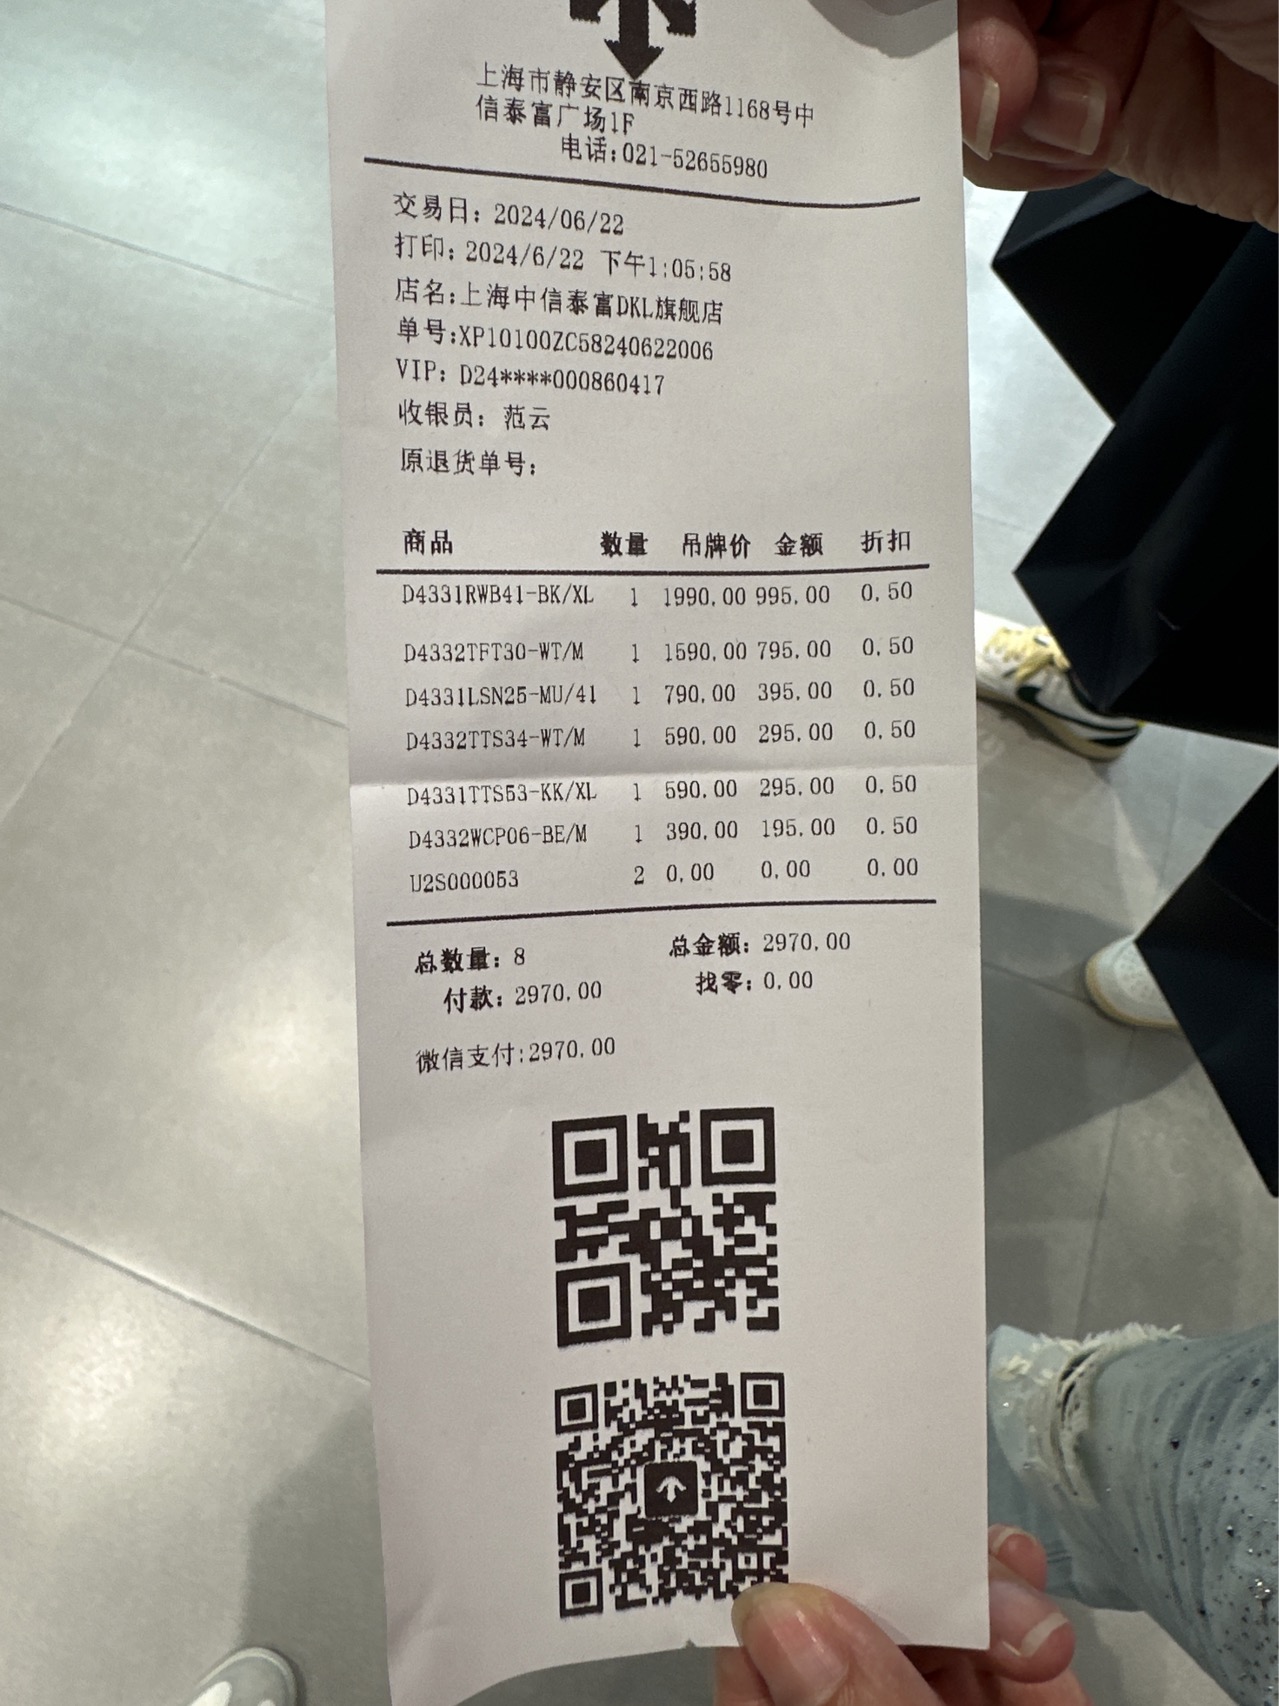 上海市静安区南京西路1168号中
信泰富广场1F
电话:021-52655980
交易日: 2024/06/22
打印: 2024/6/22 下午1:05:58
店名:上海中信泰富DKL旗舰店
单号:XP10100ZC58240622006
VIP: D24****000860417
收银员: 范云
原退货单号:
商品 数量 吊牌价 金额 折扣
D4331RWB41-BK/XL 1 1990.00 995.00 0.50
D4332TFT30-WT/M 1 1590.00 795.00 0.50
D4331LSN25-MU/41 1 790.00 395.00 0.50
D4332TTS34-WT/M 1 590.00 295.00 0.50
D4331TTS53-KK/XL 1 590.00 295.00 0.50
D4332WCP06-BE/M 1 390.00 195.00 0.50
U2S000053 2 0.00 0.00 0.00
总数量: 8 总金额: 2970.00
付款: 2970.00 找零: 0.00
微信支付:2970.00